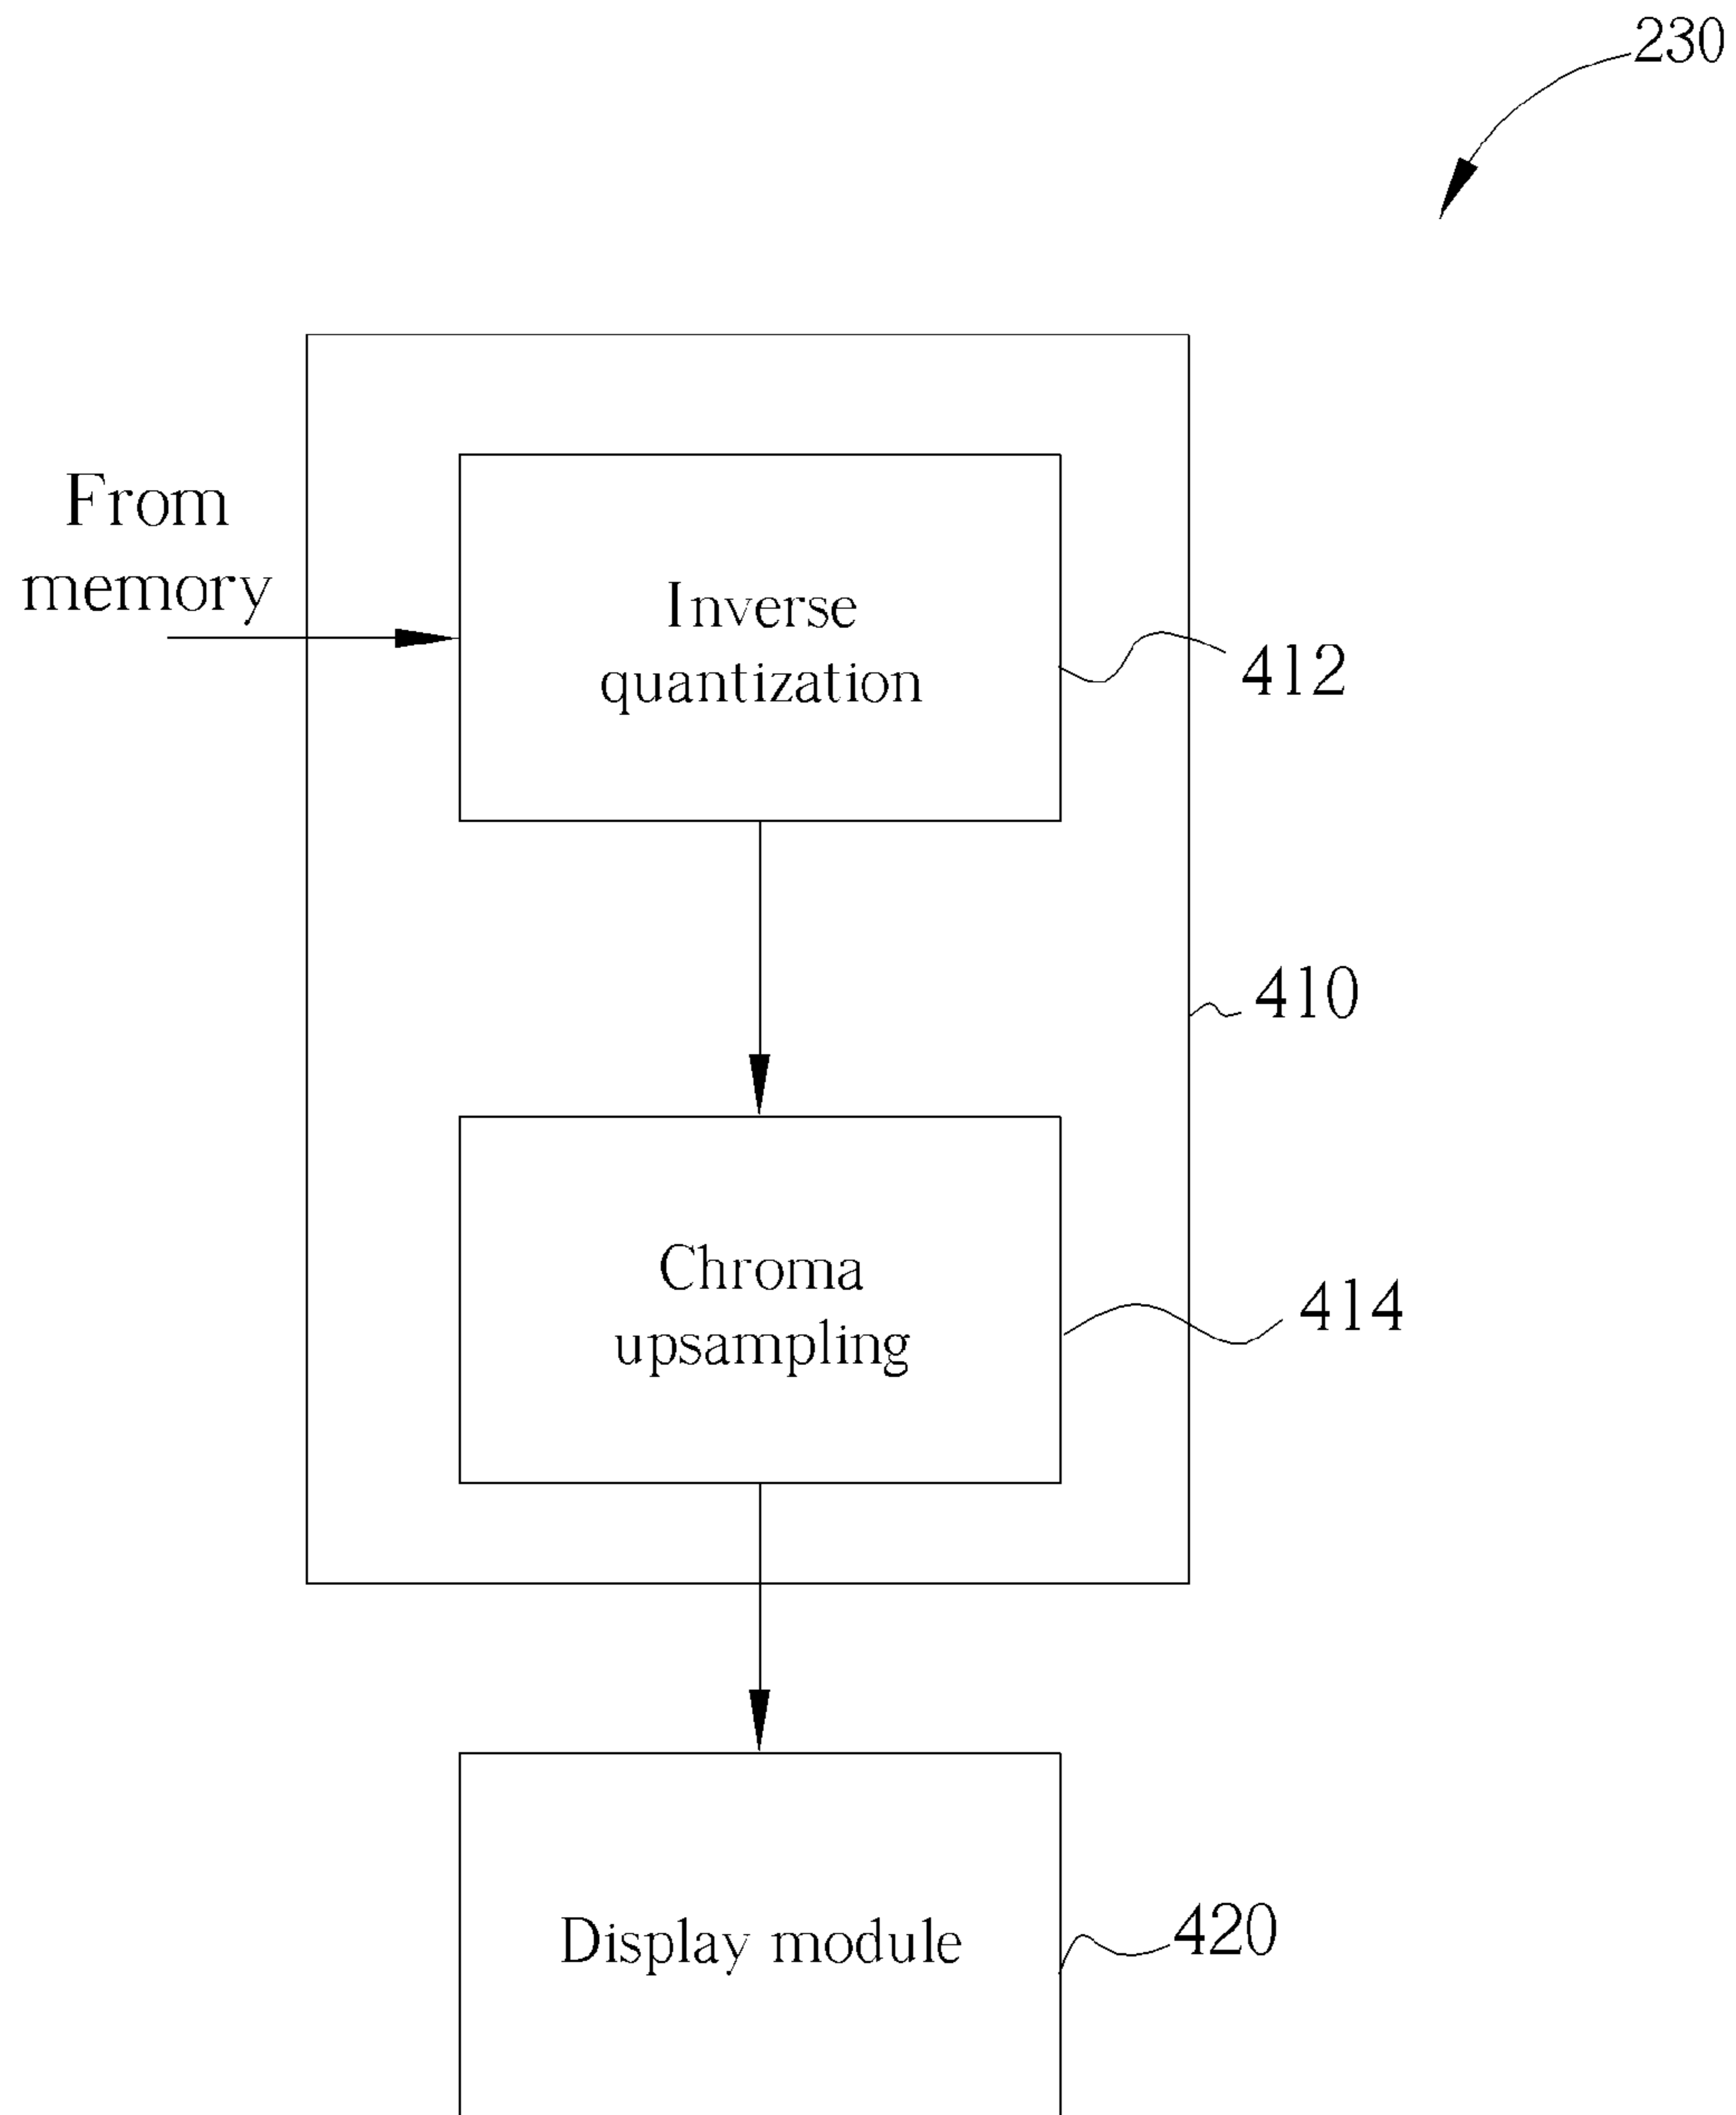 230
From
memory
Inverse
quantization
412
410
Chroma
upsampling
414
Display module
420